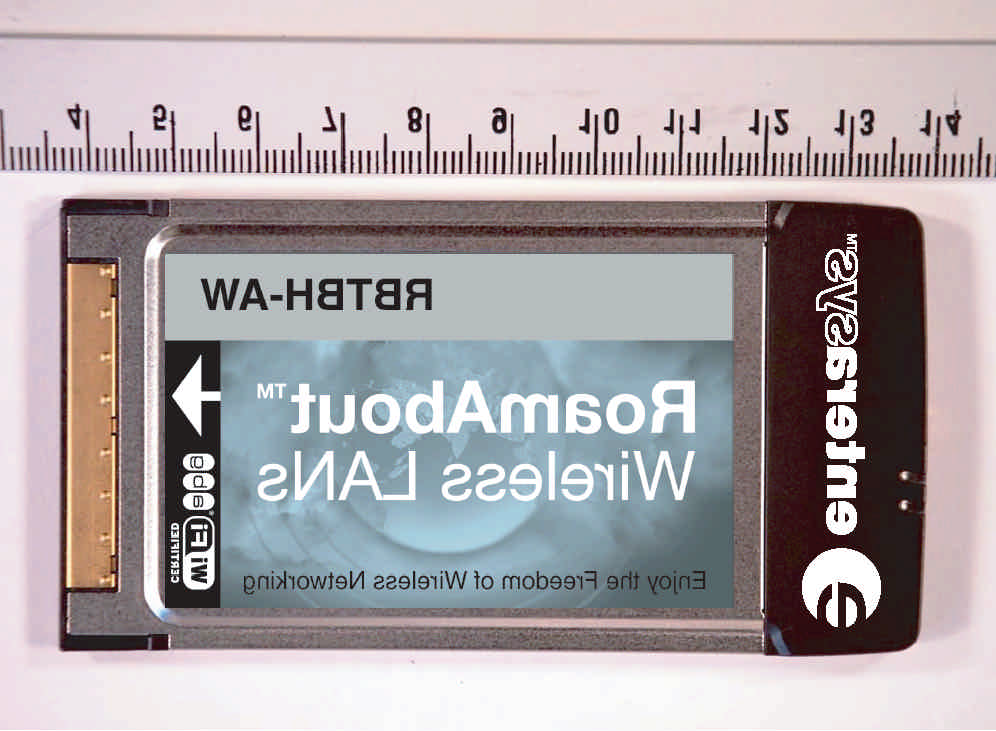 4 5 6 7 8 9 10 11 12 13 14
RBTBH-AW
RoamAbout™
Wireless LANs
Enjoy the Freedom of Wireless Networking
Wi Fi® abg
CERTIFIED
e enterasys™